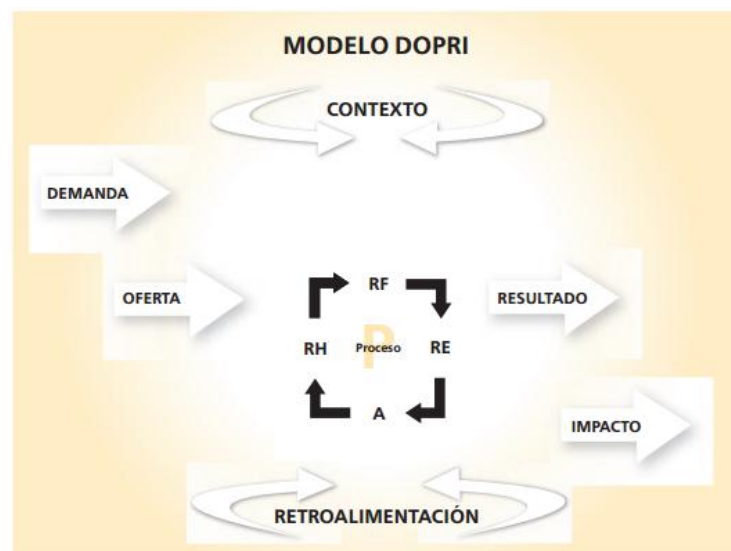 MODELO DOPRI
CONTEXTO
DEMANDA
OFERTA
RF
RESULTADO
RH
P
Proceso
RE
A
IMPACTO
RETROALIMENTACIÓN